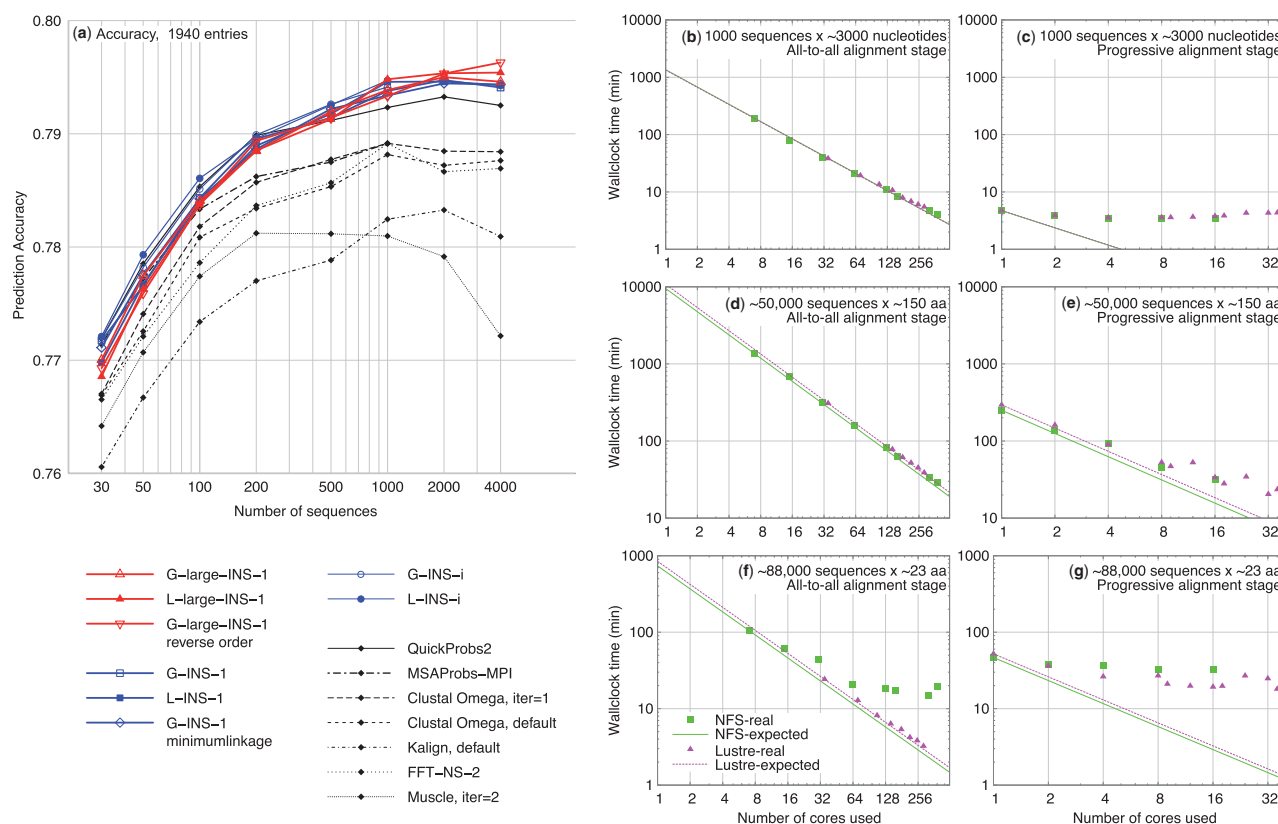 (a) Accuracy, 1940 entries
0.80
0.79
0.78
0.77
0.76
Prediction Accuracy
30 50 100 200 500 1000 2000 4000
Number of sequences
G-large-INS-1
L-large-INS-1
G-large-INS-1
reverse order
G-INS-1
L-INS-1
G-INS-1
minimumlinkage
G-INS-i
L-INS-i
QuickProbs2
MSAProbs-MPI
Clustal Omega, iter=1
Clustal Omega, default
Kalign, default
FFT-NS-2
Muscle, iter=2
(b) 1000 sequences x ~3000 nucleotides
All-to-all alignment stage
Wallclock time (min)
10000
1000
100
10
1
1 2 4 8 16 32 64 128 256
(c) 1000 sequences x ~3000 nucleotides
Progressive alignment stage
10000
1000
100
10
1
1 2 4 8 16 32
(d) ~50,000 sequences x ~150 aa
All-to-all alignment stage
Wallclock time (min)
10000
1000
100
10
1 2 4 8 16 32 64 128 256
(e) ~50,000 sequences x ~150 aa
Progressive alignment stage
10000
1000
100
10
1 2 4 8 16 32
(f) ~88,000 sequences x ~23 aa
All-to-all alignment stage
Wallclock time (min)
1000
100
10
1
NFS-real
NFS-expected
Lustre-real
Lustre-expected
1 2 4 8 16 32 64 128 256
Number of cores used
(g) ~88,000 sequences x ~23 aa
Progressive alignment stage
1000
100
10
1
1 2 4 8 16 32
Number of cores used